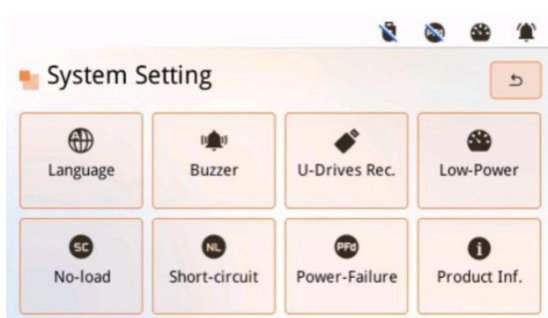 System Setting
Language
Buzzer
U-Drives Rec.
Low-Power
SC
NL
PFd
No-load
Short-circuit
Power-Failure
Product Inf.